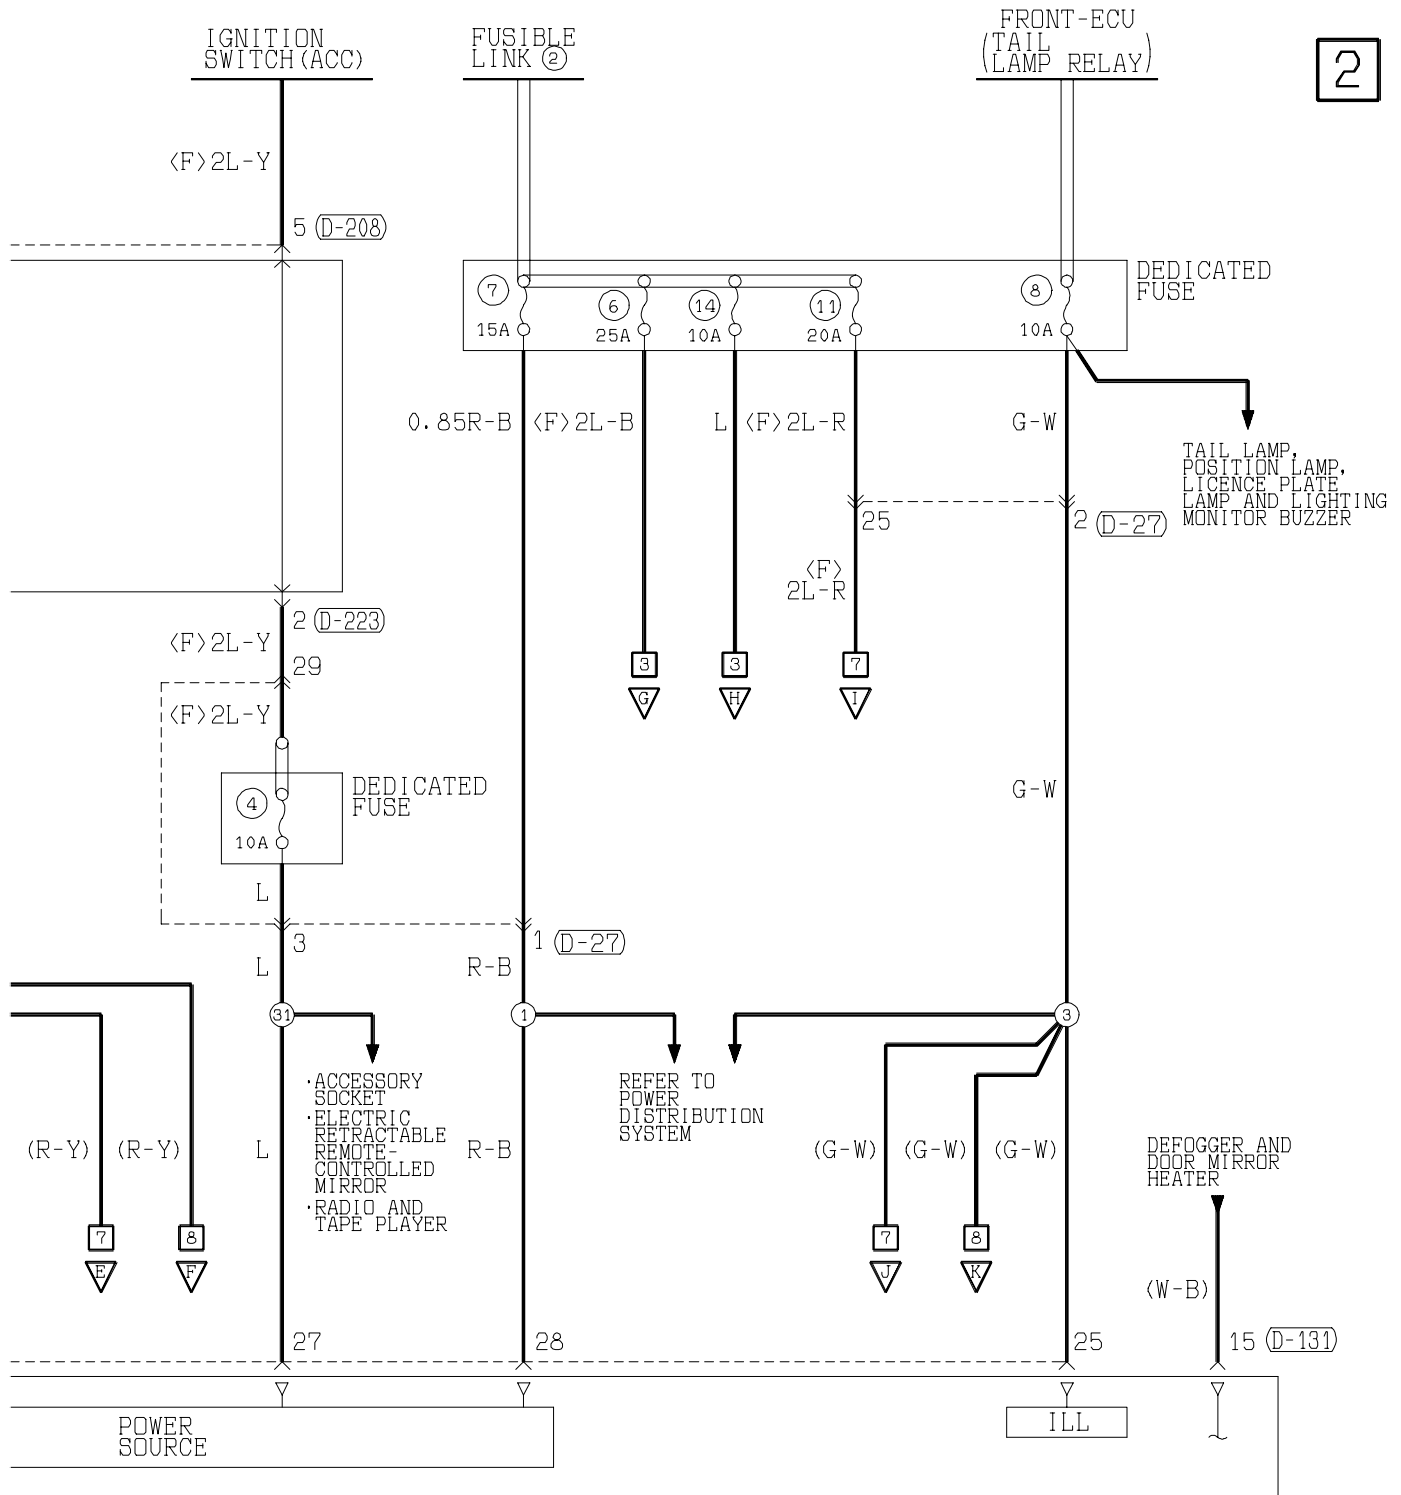 IGNITION
SWITCH(ACC)
FUSIBLE
LINK ②
FRONT-ECU
(TAIL
LAMP RELAY)
2
<F>2L-Y
5 (D-208)
DEDICATED
FUSE
7
15A
6
25A
14
10A
11
20A
8
10A
0.85R-B
<F>2L-B
L
<F>2L-R
G-W
TAIL LAMP,
POSITION LAMP,
LICENCE PLATE
LAMP AND LIGHTING
MONITOR BUZZER
25
2 (D-27)
<F>
2L-R
2 (D-223)
<F>2L-Y
29
3
G
3
H
7
I
<F>2L-Y
DEDICATED
FUSE
4
10A
G-W
L
3
1 (D-27)
L
R-B
31
1
3
·ACCESSORY
SOCKET
·ELECTRIC
RETRACTABLE
REMOTE-
CONTROLLED
MIRROR
·RADIO AND
TAPE PLAYER
REFER TO
POWER
DISTRIBUTION
SYSTEM
(R-Y)
(R-Y)
L
R-B
(G-W)
(G-W)
(G-W)
DEFOGGER AND
DOOR MIRROR
HEATER
7
E
8
F
7
J
8
K
(W-B)
27
28
25
15 (D-131)
POWER
SOURCE
ILL